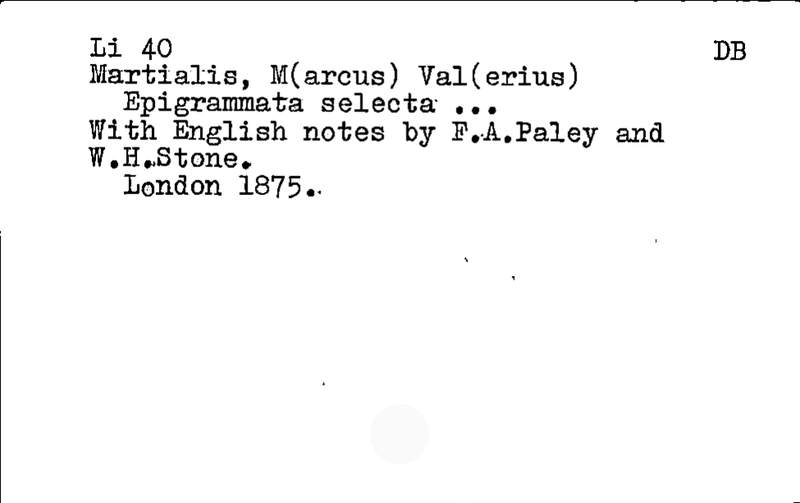 Li 40 DB
Martialis, M(arcus) Val(erius)
Epigrammata selecta ...
With English notes by F.A.Paley and
W.H.Stone.
London 1875.